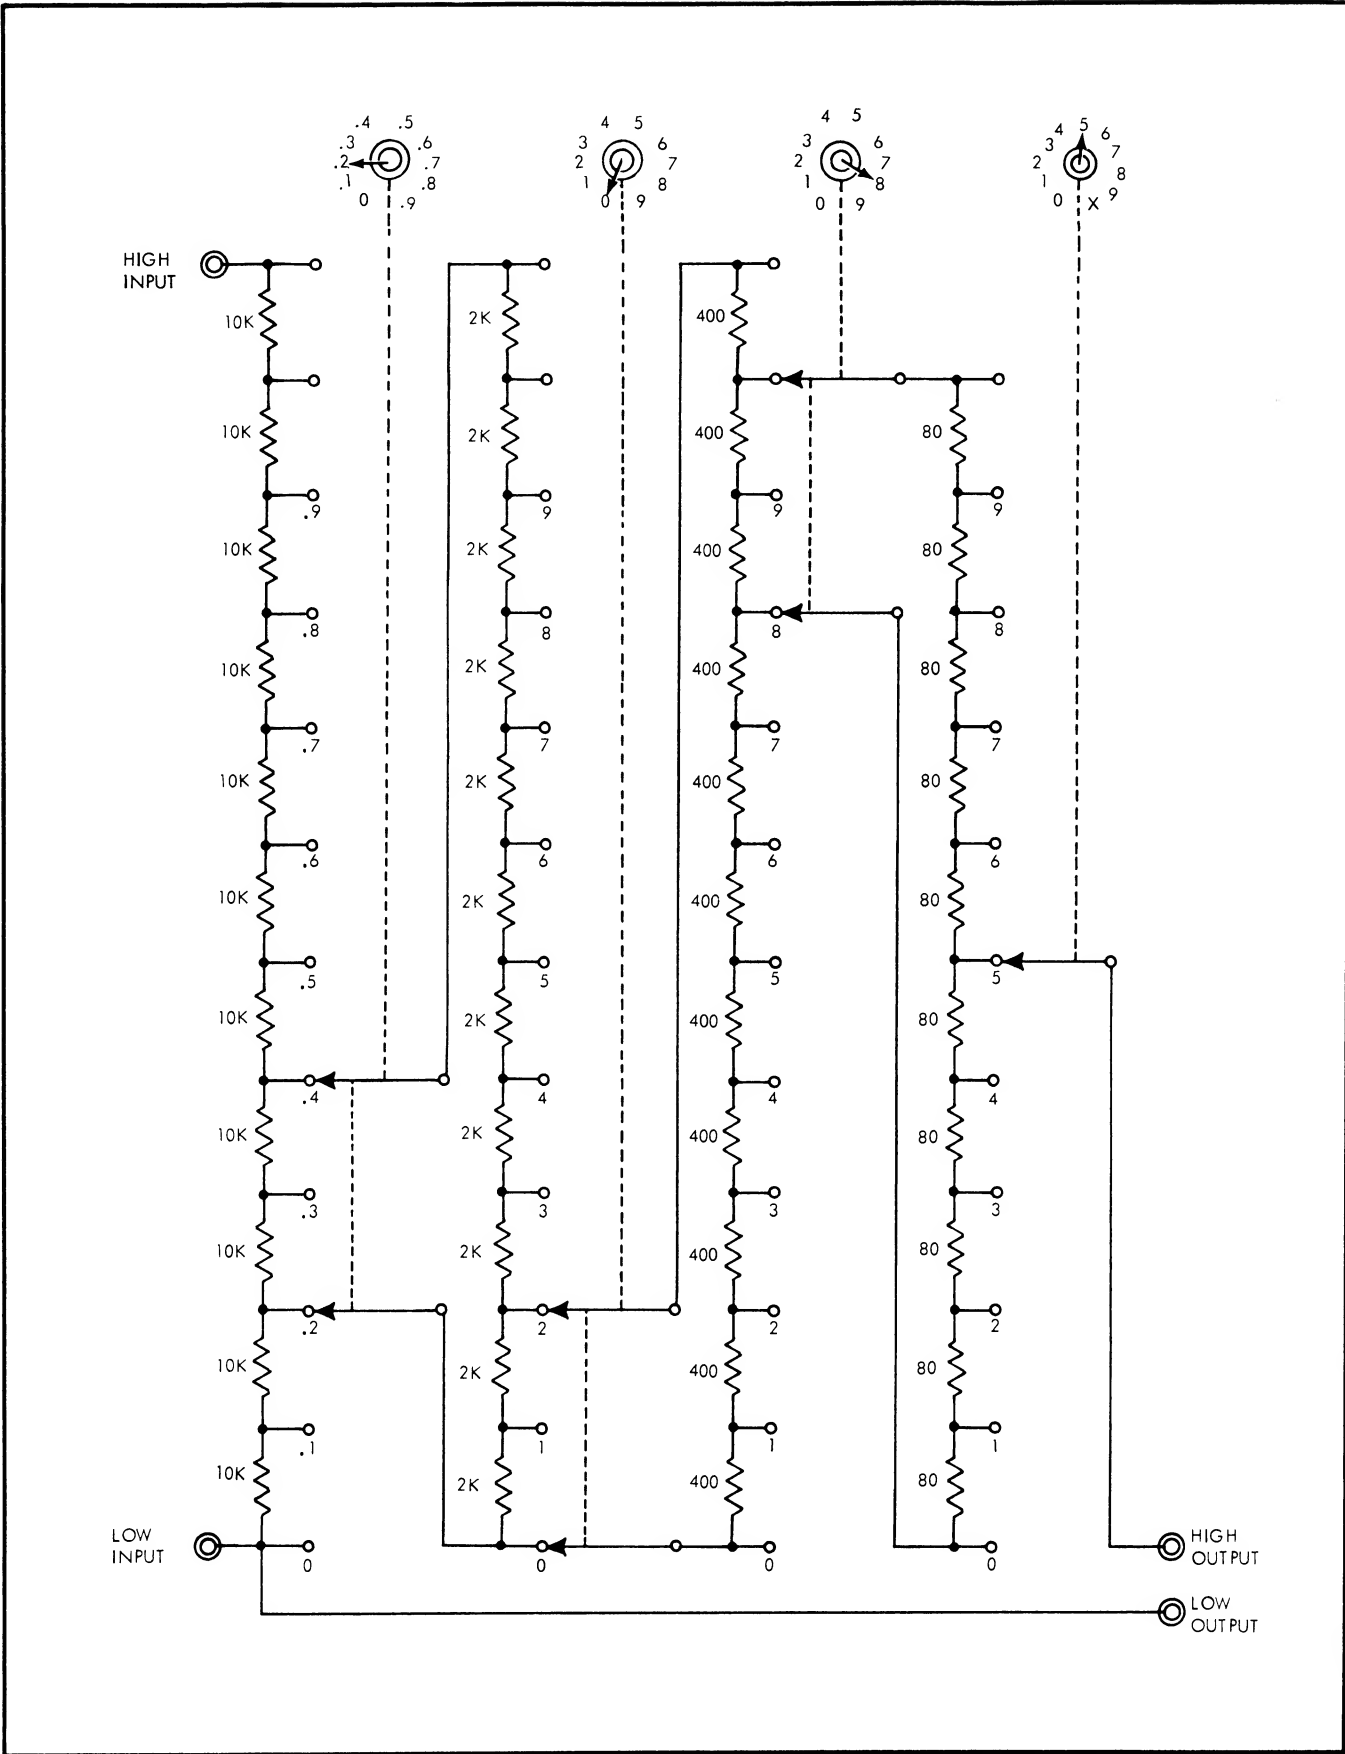 .4 .5
.3 .6
.2 .7
.1 .8
0 .9
4 5
3 6
2 7
1 8
0 9
4 5
3 6
2 7
1 8
0 9
4 5 6
3 7
2 8
1 9
0 X
HIGH
INPUT
10K 2K 400
10K 2K 400 80
.9 9 9 9
10K 2K 400 80
.8 8 8 8
10K 2K 400 80
.7 7 7 7
10K 2K 400 80
.6 6 6 6
10K 2K 400 80
.5 5 5 5
10K 2K 400 80
.4 4 4 4
10K 2K 400 80
.3 3 3 3
10K 2K 400 80
.2 2 2 2
10K 2K 400 80
.1 1 1 1
10K 2K 400 80
LOW
INPUT
0 0 0 0
HIGH
OUTPUT
LOW
OUTPUT